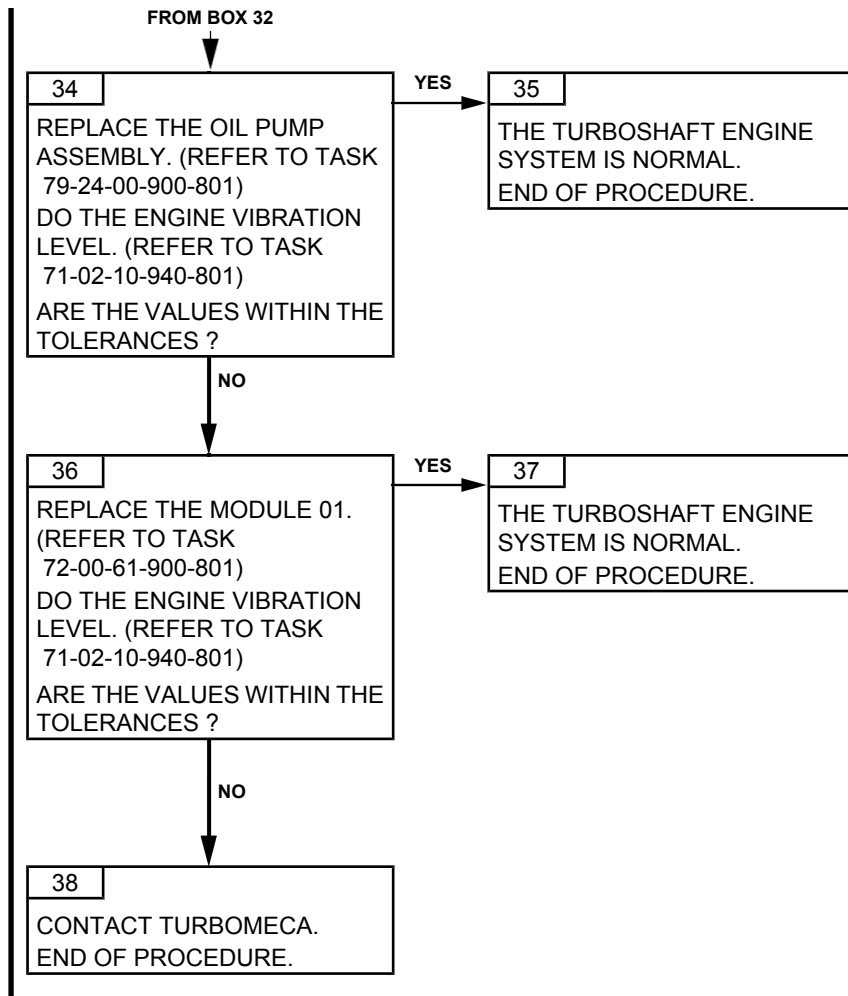 FROM BOX 32
34
REPLACE THE OIL PUMP
ASSEMBLY. (REFER TO TASK
79-24-00-900-801)
DO THE ENGINE VIBRATION
LEVEL. (REFER TO TASK
71-02-10-940-801)
ARE THE VALUES WITHIN THE
TOLERANCES ?
YES
35
THE TURBOSHAFT ENGINE
SYSTEM IS NORMAL.
END OF PROCEDURE.
NO
36
REPLACE THE MODULE 01.
(REFER TO TASK
72-00-61-900-801)
DO THE ENGINE VIBRATION
LEVEL. (REFER TO TASK
71-02-10-940-801)
ARE THE VALUES WITHIN THE
TOLERANCES ?
YES
37
THE TURBOSHAFT ENGINE
SYSTEM IS NORMAL.
END OF PROCEDURE.
NO
38
CONTACT TURBOMECA.
END OF PROCEDURE.